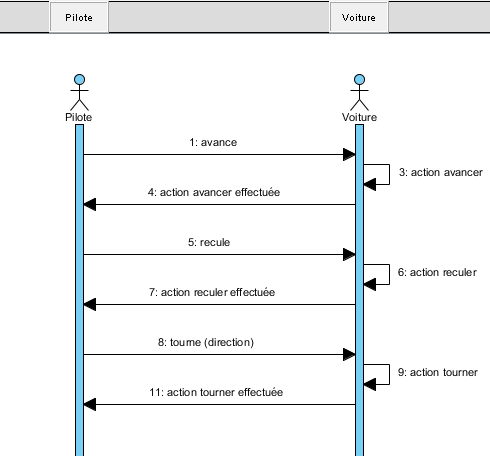 Pilote
Voiture
Pilote
Voiture
1: avance
3: action avancer
4: action avancer effectuée
5: recule
6: action reculer
7: action reculer effectuée
8: tourne (direction)
9: action tourner
11: action tourner effectuée